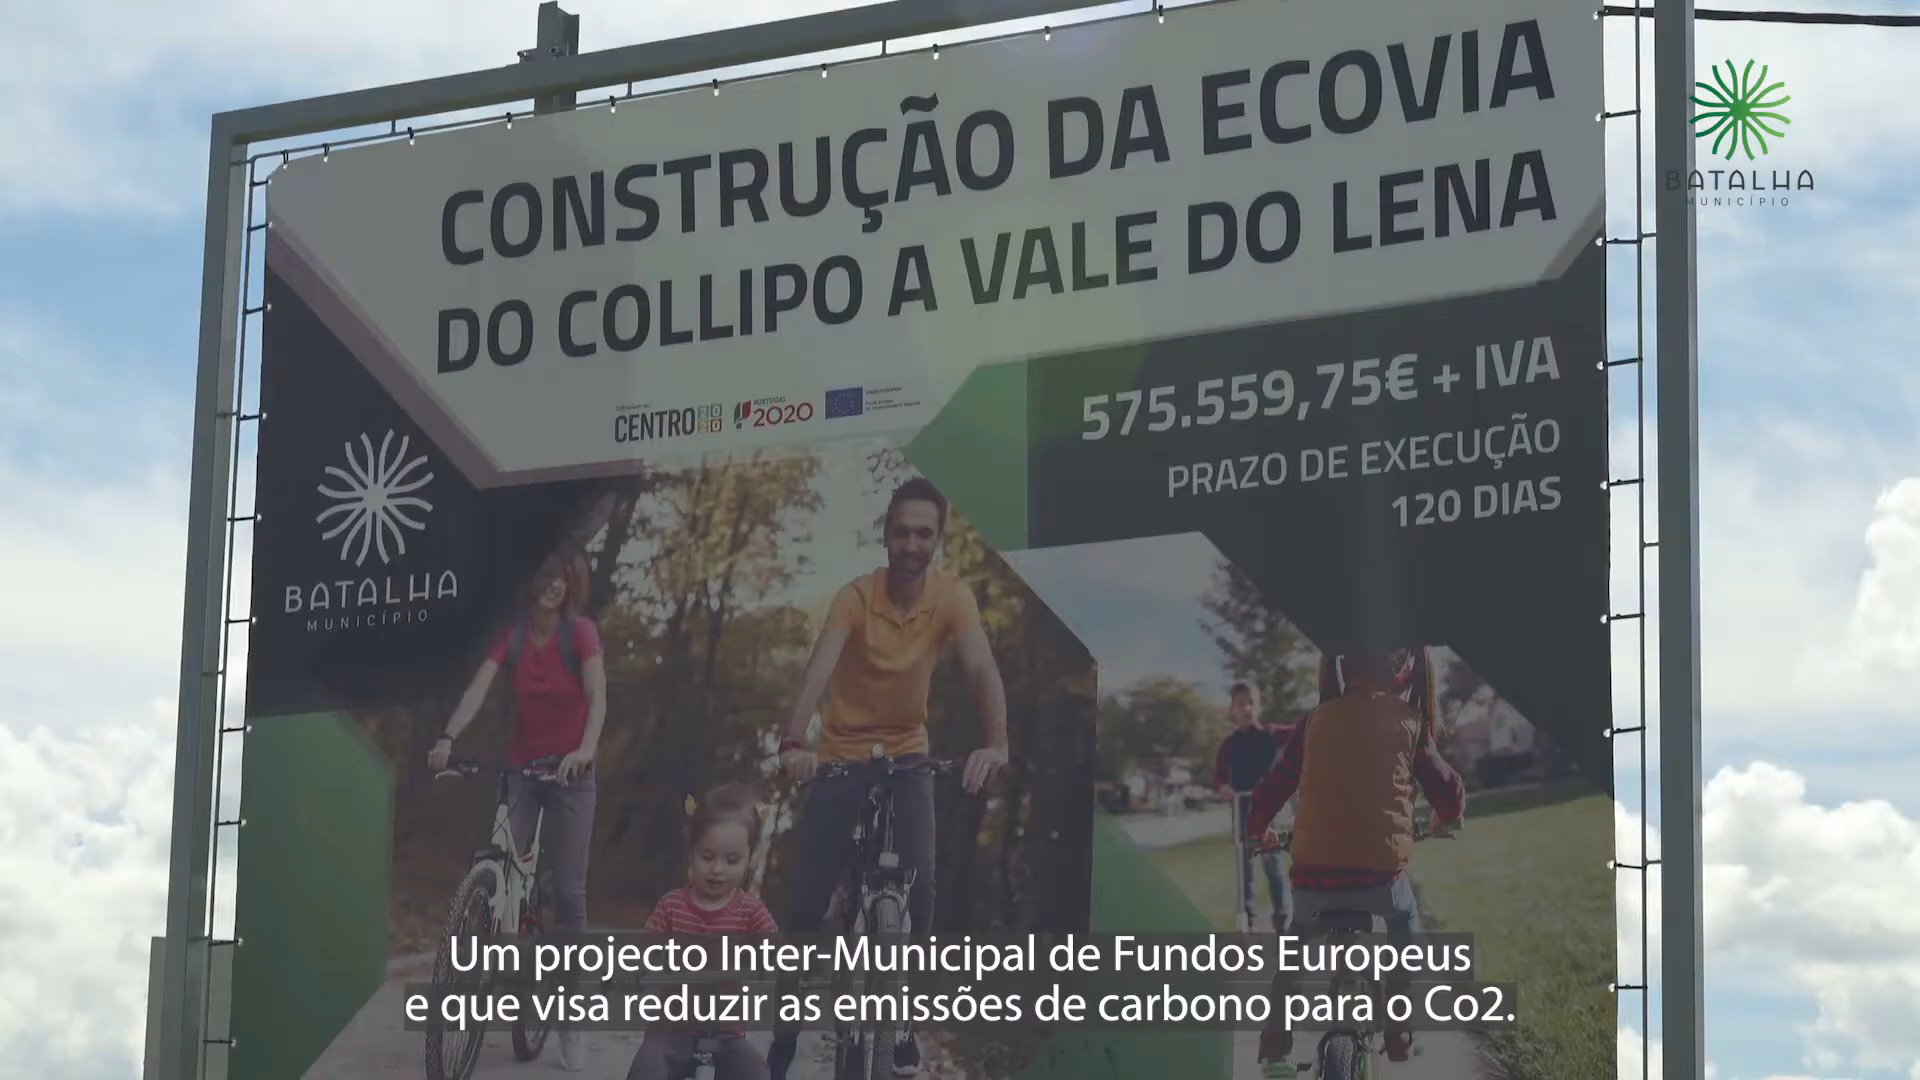 CONSTRUÇÃO DA ECOVIA
DO COLLIPO A VALE DO LENA
BATALHA
MUNICÍPIO
CENTRO 2020
PORTUGAL
2020
575.559,75€ + IVA
PRAZO DE EXECUÇÃO
120 DIAS
BATALHA
MUNICÍPIO
Um projecto Inter-Municipal de Fundos Europeus
e que visa reduzir as emissões de carbono para o Co2.